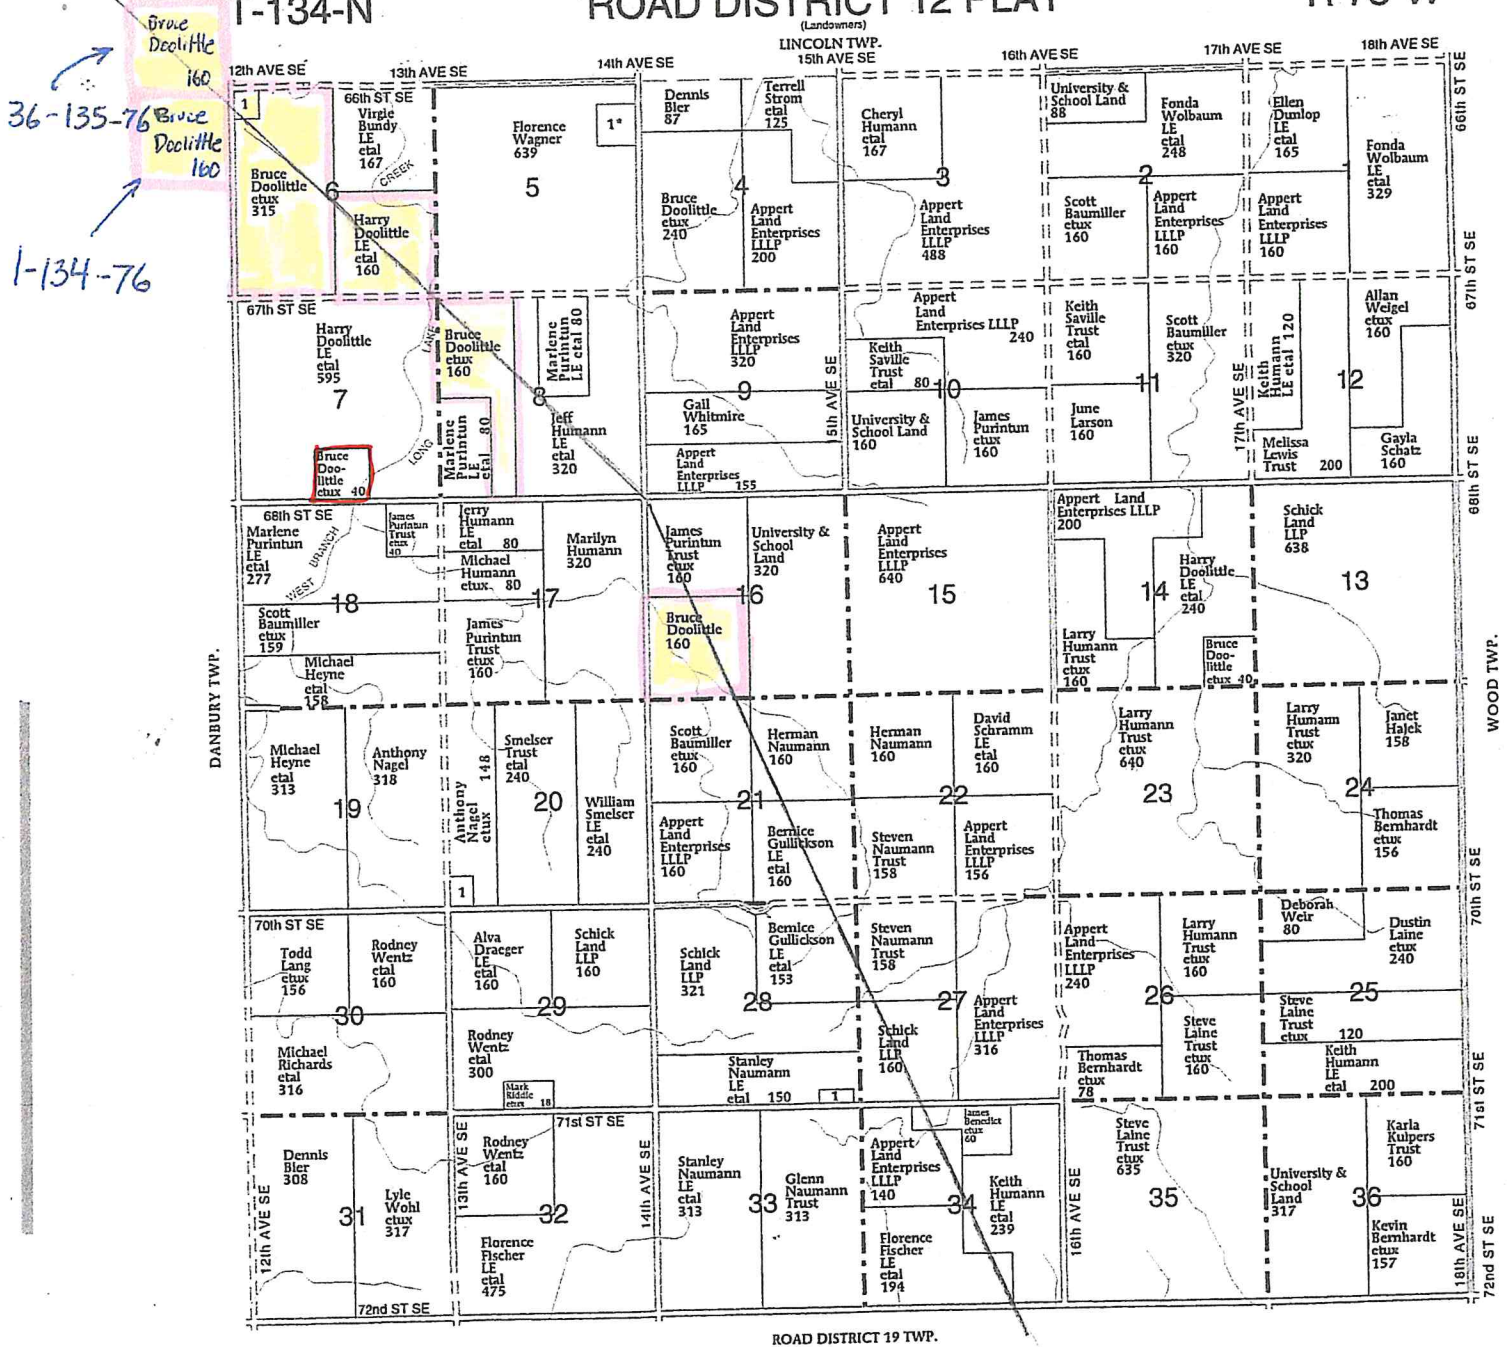 T-134-N
ROAD DISTRICT 12 PLAT
(Landowners)
LINCOLN TWP.
Bruce
Doolittle
160
36-135-76
Bruce
Doolittle
160
1-134-76
12th AVE SE
13th AVE SE
14th AVE SE
15th AVE SE
16th AVE SE
17th AVE SE
18th AVE SE
66th ST SE
1
66th ST SE
Virgle
Bundy
LE
etal
167
CREEK
Bruce
Doolittle
etux
315
6
Harry
Doolittle
LE
etal
160
Florence
Wagner
639
1*
5
Dennis
Bler
87
Terrell
Strom
etal
125
4
Bruce
Doolittle
etux
240
Appert
Land
Enterprises
LLLP
200
Cheryl
Humann
etal
167
3
Appert
Land
Enterprises
LLLP
488
University &
School Land
88
Fonda
Wolbaum
LE
etal
248
2
Scott
Baumiller
etux
160
Appert
Land
Enterprises
LLLP
160
Ellen
Dunlop
LE
etal
165
1
Appert
Land
Enterprises
LLLP
160
Fonda
Wolbaum
LE
etal
329
67th ST SE
67th ST SE
Harry
Doolittle
LE
etal
595
7
LONG
LAKE
Bruce
Doo-
little
etux 40
Bruce
Doolittle
etux
160
Marlene
Purintun
LE etal 80
8
Marlene
Purintun
LE
etal 80
Jeff
Humann
LE
etal
320
Appert
Land
Enterprises
LLLP
320
9
Gail
Whitmire
165
Appert
Land
Enterprises
LLLP 155
15th AVE SE
Appert
Land
Enterprises LLLP
240
Keith
Saville
Trust
etal 80
10
University &
School Land
160
James
Purintun
etux
160
Keith
Saville
Trust
etal
160
Scott
Baumiller
etux
320
11
June
Larson
160
17th AVE SE
Keith
Humann
LE etal 120
Allan
Weigel
etux
160
12
Melissa
Lewis
Trust 200
Gayla
Schatz
160
68th ST SE
68th ST SE
Marlene
Purintun
LE
etal
277
WEST BRANCH
James
Purintun
Trust
etux
40
18
Scott
Baumiller
etux
159
Michael
Heyne
etal
158
Jerry
Humann
LE
etal 80
Michael
Humann
etux 80
Marilyn
Humann
320
17
James
Purintun
Trust
etux
160
James
Purintun
Trust
etux
160
University &
School
Land
320
16
Bruce
Doolittle
160
Appert
Land
Enterprises
LLLP
640
15
Appert Land
Enterprises LLLP
200
Harry
Doolittle
LE
etal
240
14
Larry
Humann
Trust
etux
160
Bruce
Doo-
little
etux 40
Schick
Land
LLP
638
13
DANBURY TWP.
WOOD TWP.
Michael
Heyne
etal
313
Anthony
Nagel
318
19
Anthony
Nagel
etux 148
1
Smelser
Trust
etal
240
20
William
Smelser
LE
etal
240
Scott
Baumiller
etux
160
Herman
Naumann
160
21
Appert
Land
Enterprises
LLLP
160
Bernice
Gullickson
LE
etal
160
Herman
Naumann
160
David
Schramm
LE
etal
160
22
Steven
Naumann
Trust
158
Appert
Land
Enterprises
LLLP
156
Larry
Humann
Trust
etux
640
23
Larry
Humann
Trust
etux
320
Janet
Hajek
158
24
Thomas
Bernhardt
etux
156
70th ST SE
70th ST SE
Todd
Lang
etux
156
Rodney
Wentz
etal
160
30
Michael
Richards
etal
316
Alva
Draeger
LE
etal
160
Schick
Land
LLP
160
29
Rodney
Wentz
etal
300
Mark
Riddle
etux 18
Schick
Land
LLP
321
Bernice
Gullickson
LE
etal
153
28
Stanley
Naumann
LE
etal 150
1
Steven
Naumann
Trust
158
27
Schick
Land
LLP
160
Appert
Land
Enterprises
LLLP
316
Appert
Land
Enterprises
LLLP
240
Larry
Humann
Trust
etux
160
26
Thomas
Bernhardt
etux
78
Steve
Laine
Trust
etux
160
Deborah
Weir
80
Dustin
Laine
etux
240
25
Steve
Laine
Trust
etux 120
Keith
Humann
LE
etal 200
71st ST SE
71st ST SE
12th AVE SE
Dennis
Bler
308
31
Lyle
Wohl
etux
317
13th AVE SE
Rodney
Wentz
etal
160
32
Florence
Fischer
LE
etal
475
14th AVE SE
Stanley
Naumann
LE
etal
313
33
Glenn
Naumann
Trust
313
Appert
Land
Enterprises
LLLP
140
James
Benedict
etux
60
34
Florence
Fischer
LE
etal
194
Keith
Humann
LE
etal
239
16th AVE SE
Steve
Laine
Trust
etux
635
35
University &
School
Land
317
36
Karla
Kuipers
Trust
160
Kevin
Bernhardt
etux
157
18th AVE SE
72nd ST SE
72nd ST SE
ROAD DISTRICT 19 TWP.